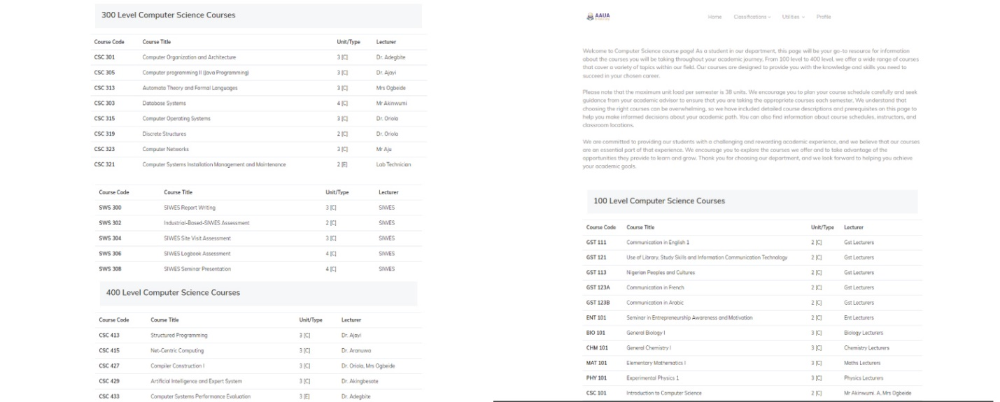 300 Level Computer Science Courses
Course Code Course Title Unit/Type Lecturer
CSC 301 Computer Organization and Architecture 3 [C] Dr. Adegbite
CSC 305 Computer programming II (Java Programming) 3 [C] Dr. Ajayi
CSC 313 Automata Theory and Formal Languages 3 [C] Mrs Ogbeide
CSC 303 Database Systems 4 [C] Mr Akinwumi
CSC 315 Computer Operating Systems 3 [C] Dr. Oriola
CSC 319 Discrete Structures 2 [C] Dr. Oriola
CSC 323 Computer Networks 3 [C] Mr Aju
CSC 321 Computer Systems Installation Management and Maintenance 2 [E] Lab Technician
Course Code Course Title Unit/Type Lecturer
SWS 300 SIWES Report Writing 3 [C] SIWES
SWS 302 Industrial-Based-SIWES Assessment 2 [C] SIWES
SWS 304 SIWES Site Visit Assessment 3 [C] SIWES
SWS 306 SIWES Logbook Assessment 4 [C] SIWES
SWS 308 SIWES Seminar Presentation 4 [C] SIWES
400 Level Computer Science Courses
Course Code Course Title Unit/Type Lecturer
CSC 413 Structured Programming 3 [C] Dr. Ajayi
CSC 415 Net-Centric Computing 3 [C] Dr. Aranuwa
CSC 427 Compiler Construction I 3 [C] Dr. Oriola, Mrs Ogbeide
CSC 429 Artificial Intelligence and Expert System 3 [C] Dr. Akingbesote
CSC 433 Computer Systems Performance Evaluation 3 [E] Dr. Adegbite
AAUA
Home Classifications Utilities Profile
Welcome to Computer Science course page! As a student in our department, this page will be your go-to resource for information
about the courses you will be taking throughout your academic journey. From 100 level to 400 level, we offer a wide range of courses
that cover a variety of topics within our field. Our courses are designed to provide you with the knowledge and skills you need to
succeed in your chosen career.
Please note that the maximum unit load per semester is 38 units. We encourage you to plan your course schedule carefully and seek
guidance from your academic advisor to ensure that you are taking the appropriate courses each semester. We understand that
choosing the right courses can be overwhelming, so we have included detailed course descriptions and prerequisites on this page to
help you make informed decisions about your academic path. You can also find information about course schedules, instructors, and
classroom locations.
We are committed to providing our students with a challenging and rewarding academic experience, and we believe that our courses
are an essential part of that experience. We encourage you to explore the courses we offer and to take advantage of the
opportunities they provide to learn and grow. Thank you for choosing our department, and we look forward to helping you achieve
your academic goals.
100 Level Computer Science Courses
Course Code Course Title Unit/Type Lecturer
GST 111 Communication in English 1 2 [C] Gst Lecturers
GST 121 Use of Library, Study Skills and Information Communication Technology 2 [C] Gst Lecturers
GST 113 Nigerian Peoples and Cultures 2 [C] Gst Lecturers
GST 123A Communication in French 2 [C] Gst Lecturers
GST 123B Communication in Arabic 2 [C] Gst Lecturers
ENT 101 Seminar in Entrepreneurship Awareness and Motivation 2 [C] Ent Lecturers
BIO 101 General Biology I 3 [C] Biology Lecturers
CHM 101 General Chemistry I 3 [C] Chemistry Lecturers
MAT 101 Elementary Mathematics I 3 [C] Maths Lecturers
PHY 101 Experimental Physics 1 3 [C] Physics Lecturers
CSC 101 Introduction to Computer Science 2 [C] Mr Akinwumi. A, Mrs Ogbeide